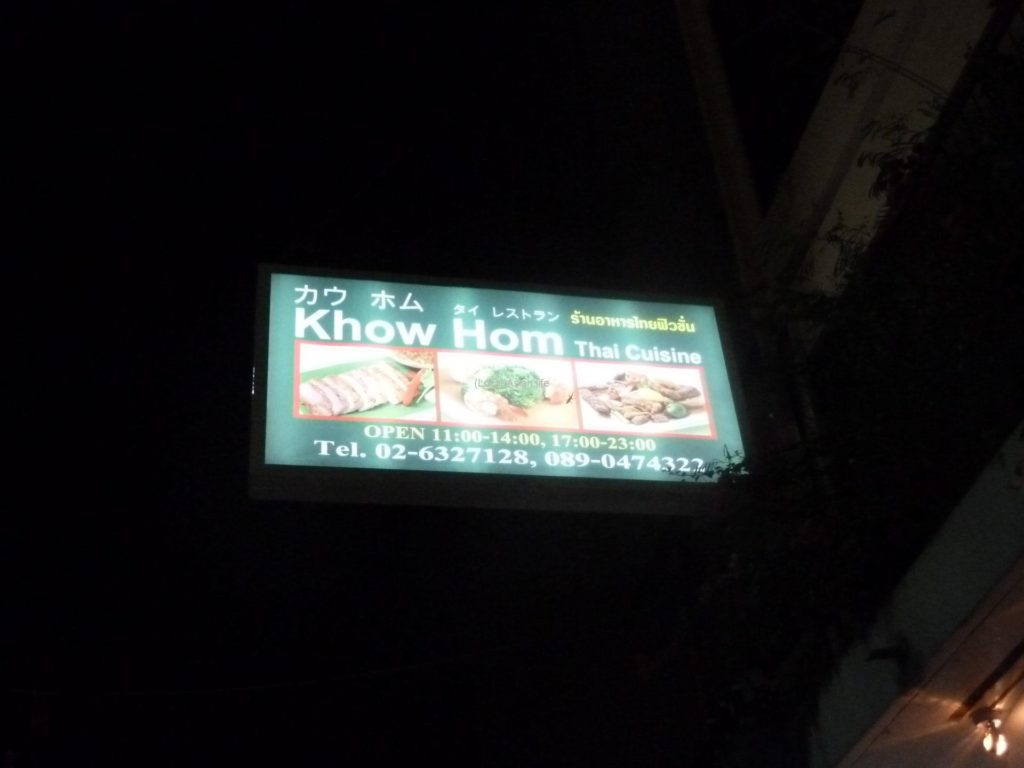 カウ ホム
タイ レストラン
ร้านอาหารไทยฟิวชั่น
Khow Hom Thai Cuisine
OPEN 11:00-14:00, 17:00-23:00
Tel. 02-6327128, 089-0474322